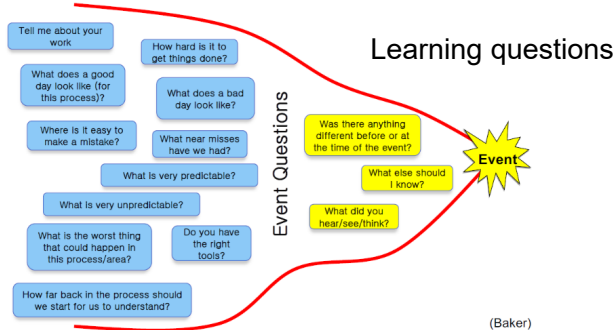 Learning questions
Tell me about your
work
How hard is it to
get things done?
What does a good
day look like (for
this process)?
What does a bad
day look like?
Where is it easy to
make a mistake?
What near misses
have we had?
What is very predictable?
What is very unpredictable?
What is the worst thing
that could happen in
this process/area?
Do you have
the right
tools?
How far back in the process should
we start for us to understand?
Event Questions
Was there anything
different before or at
the time of the event?
What else should
I know?
What did you
hear/see/think?
Event
(Baker)